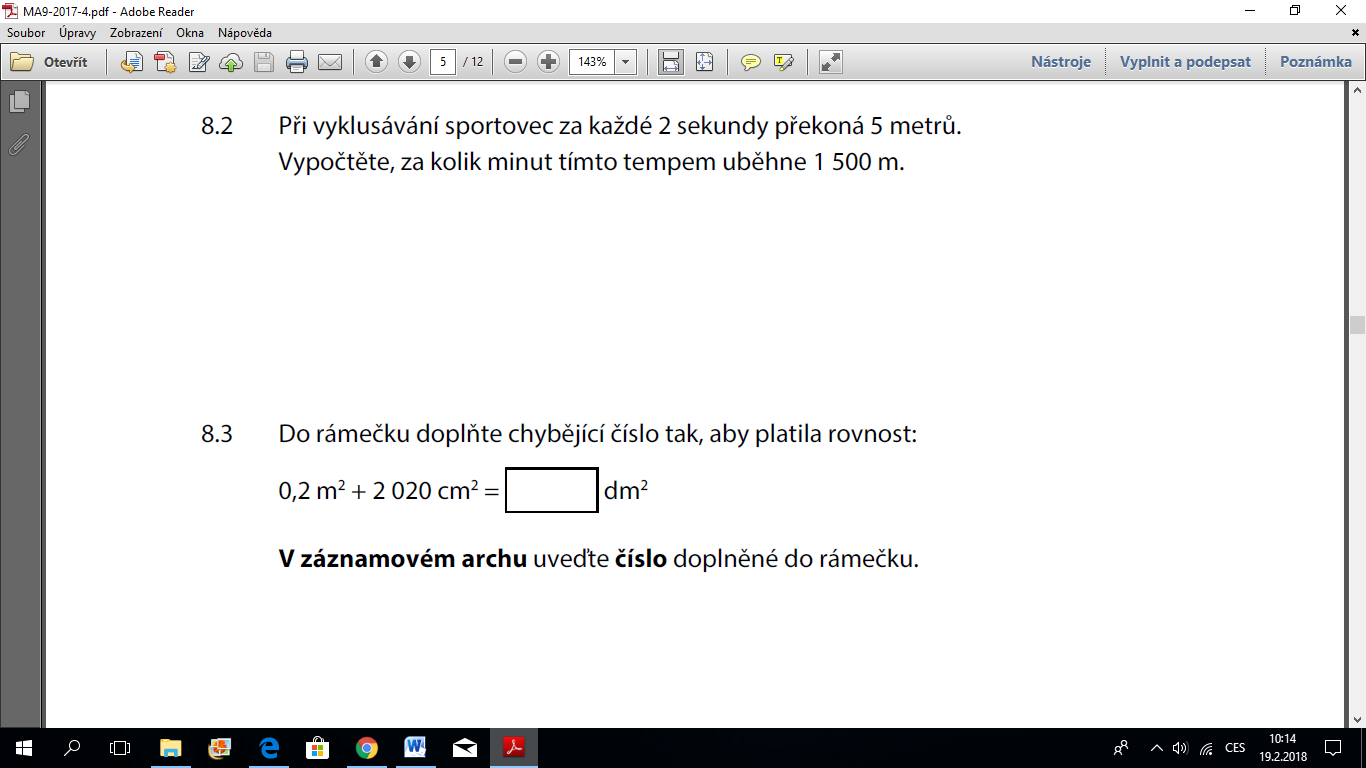 MA9-2017-4.pdf - Adobe Reader
Soubor Úpravy Zobrazení Okna Nápověda
Otevřít 5 / 12 143% Nástroje Vyplnit a podepsat Poznámka
8.2 Při vyklusávání sportovec za každé 2 sekundy překoná 5 metrů.
Vypočtěte, za kolik minut tímto tempem uběhne 1 500 m.
8.3 Do rámečku doplňte chybějící číslo tak, aby platila rovnost:
0,2 m² + 2 020 cm² = dm²
V záznamovém archu uveďte číslo doplněné do rámečku.
CES 10:14
19.2.2018